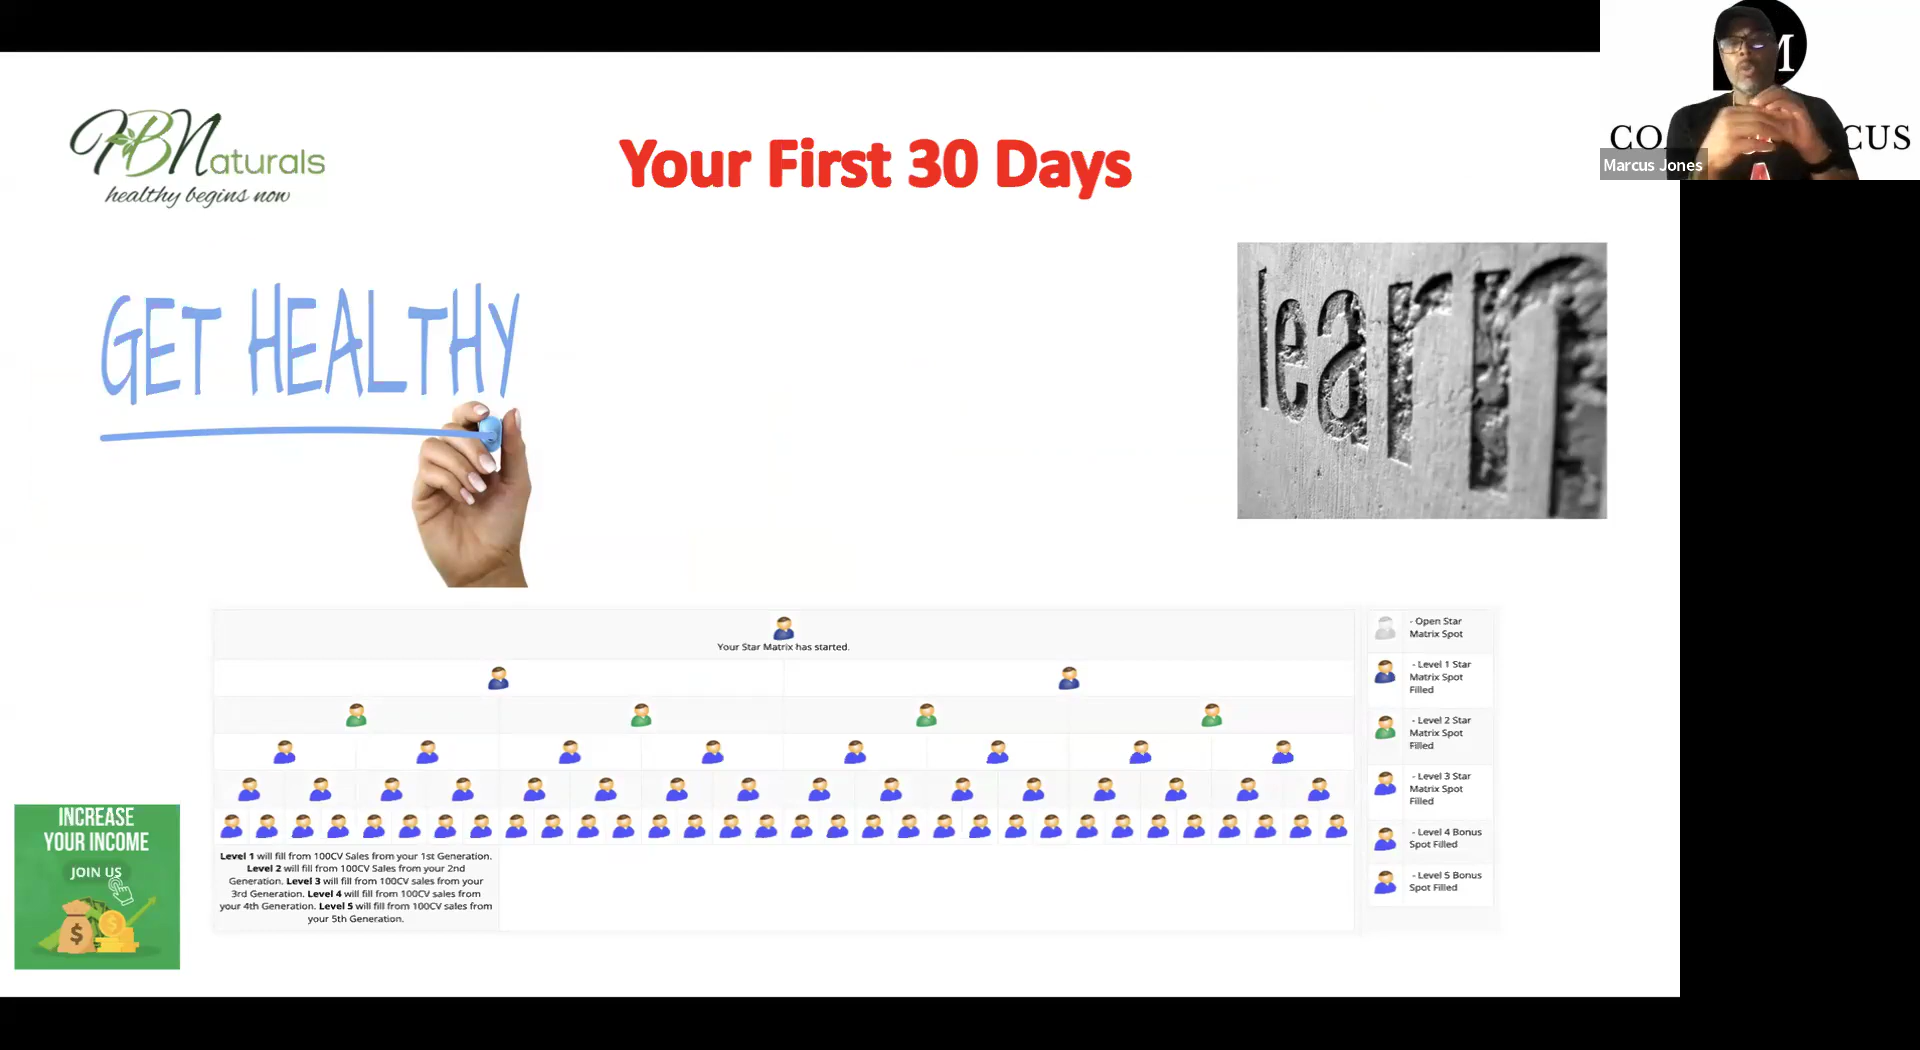 HBNaturals
healthy begins now
Your First 30 Days
M
CO
CUS
Marcus Jones
GET HEALTHY
learn
Your Star Matrix has started.
- Open Star
Matrix Spot
- Level 1 Star
Matrix Spot
Filled
- Level 2 Star
Matrix Spot
Filled
- Level 3 Star
Matrix Spot
Filled
- Level 4 Bonus
Spot Filled
- Level 5 Bonus
Spot Filled
Level 1 will fill from 100CV Sales from your 1st Generation.
Level 2 will fill from 100CV Sales from your 2nd
Generation. Level 3 will fill from 100CV sales from your
3rd Generation. Level 4 will fill from 100CV sales from
your 4th Generation. Level 5 will fill from 100CV sales from
your 5th Generation.
INCREASE
YOUR INCOME
JOIN US
$
$